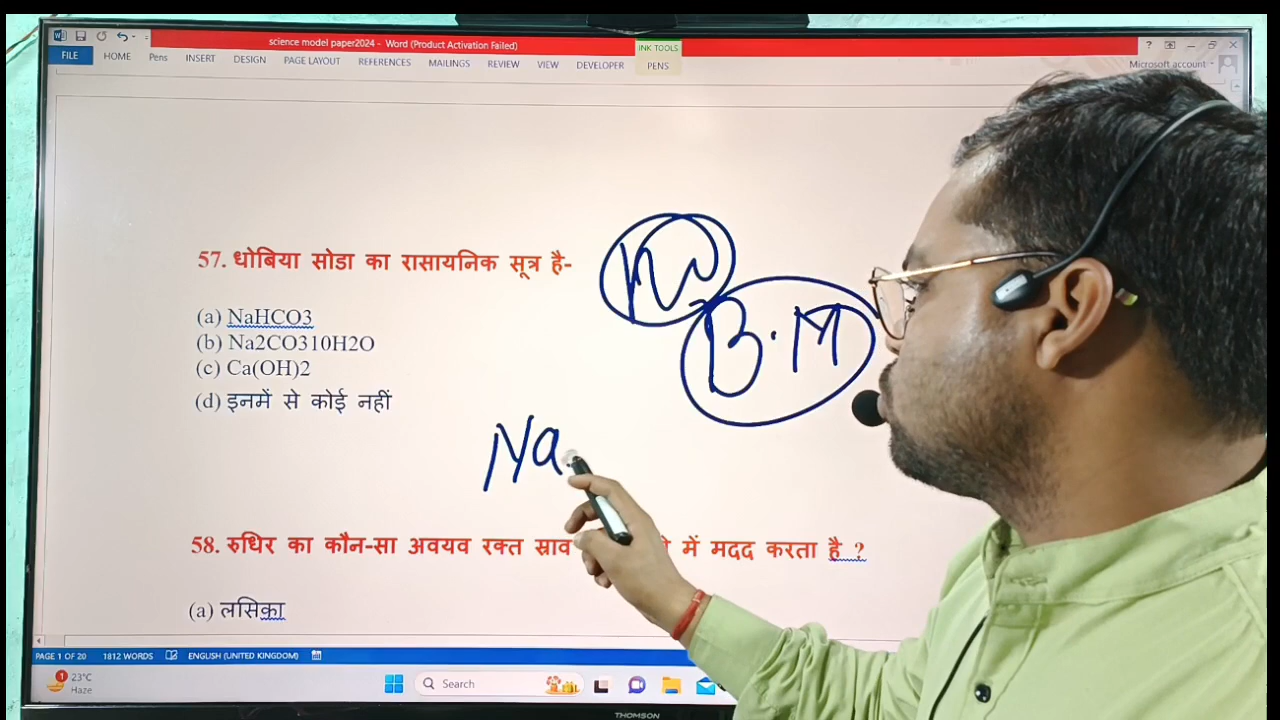 science model paper2024 - Word (Product Activation Failed)
INK TOOLS
FILE HOME Pens INSERT DESIGN PAGE LAYOUT REFERENCES MAILINGS REVIEW VIEW DEVELOPER PENS
Microsoft account
57. धोबिया सोडा का रासायनिक सूत्र है-
(a) NaHCO3
(b) Na2CO310H2O
(c) Ca(OH)2
(d) इनमें से कोई नहीं
B.M
Na
58. रुधिर का कौन-सा अवयव रक्त स्राव में मदद करता है ?
(a) लसिका
PAGE 1 OF 20 1812 WORDS ENGLISH (UNITED KINGDOM)
1
23°C
Haze
Search
THOMSON